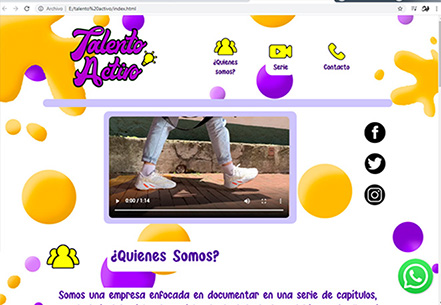 Archivo | E:/talento%20activo/index.html
Talento
Activo
¿Quienes
somos?
Serie
Contacto
0:00 / 1:14
¿Quienes Somos?
Somos una empresa enfocada en documentar en una serie de capítulos,